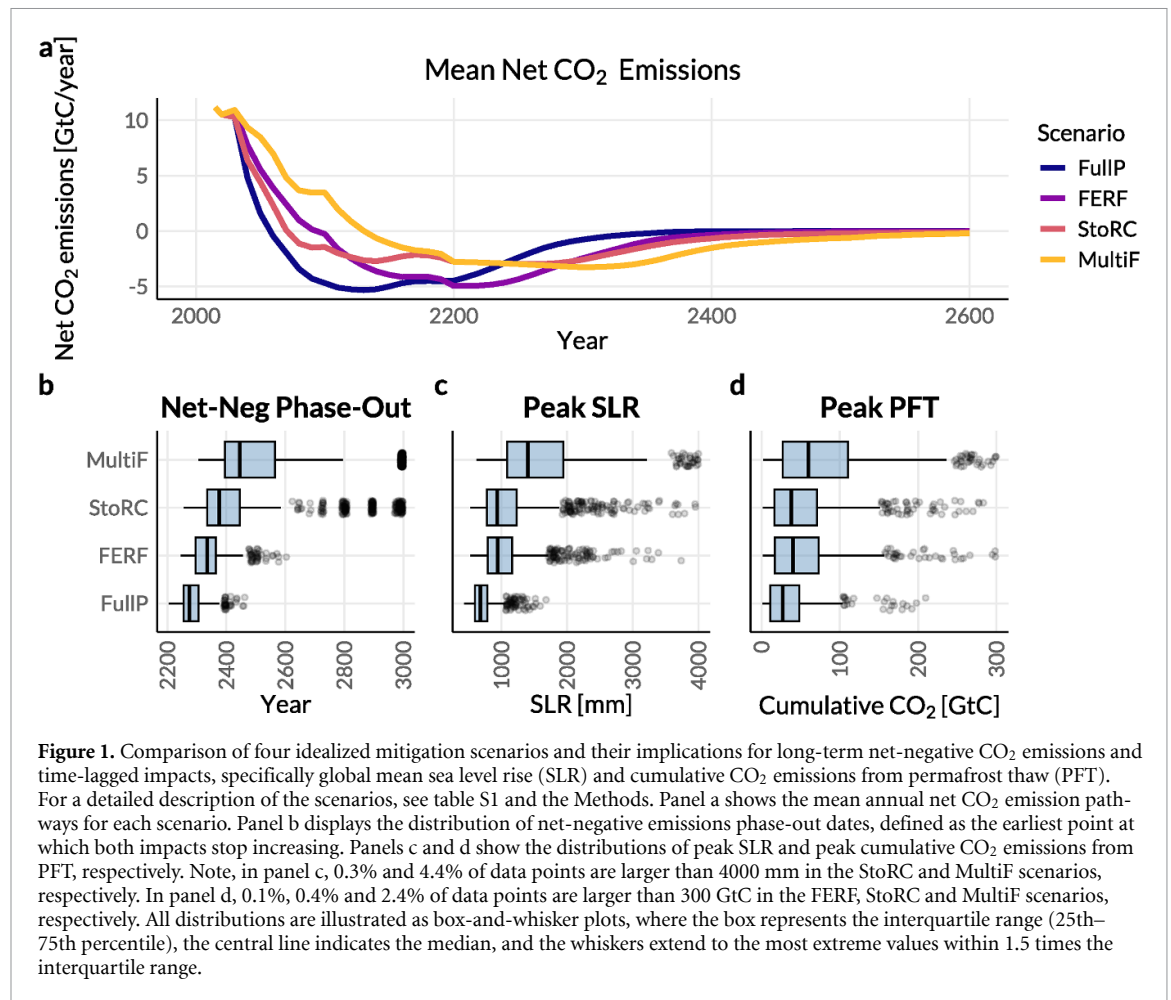 a
Mean Net CO₂ Emissions
Net CO₂ emissions [GtC/year]
10
5
0
-5
2000
2200
2400
2600
Year
Scenario
FullP
FERF
StoRC
MultiF
b
Net-Neg Phase-Out
MultiF
StoRC
FERF
FullP
2200
2400
2600
2800
3000
Year
c
Peak SLR
1000
2000
3000
4000
SLR [mm]
d
Peak PFT
0
100
200
300
Cumulative CO₂ [GtC]
Figure 1. Comparison of four idealized mitigation scenarios and their implications for long-term net-negative CO₂ emissions and
time-lagged impacts, specifically global mean sea level rise (SLR) and cumulative CO₂ emissions from permafrost thaw (PFT).
For a detailed description of the scenarios, see table S1 and the Methods. Panel a shows the mean annual net CO₂ emission path-
ways for each scenario. Panel b displays the distribution of net-negative emissions phase-out dates, defined as the earliest point at
which both impacts stop increasing. Panels c and d show the distributions of peak SLR and peak cumulative CO₂ emissions from
PFT, respectively. Note, in panel c, 0.3% and 4.4% of data points are larger than 4000 mm in the StoRC and MultiF scenarios,
respectively. In panel d, 0.1%, 0.4% and 2.4% of data points are larger than 300 GtC in the FERF, StoRC and MultiF scenarios,
respectively. All distributions are illustrated as box-and-whisker plots, where the box represents the interquartile range (25th–
75th percentile), the central line indicates the median, and the whiskers extend to the most extreme values within 1.5 times the
interquartile range.